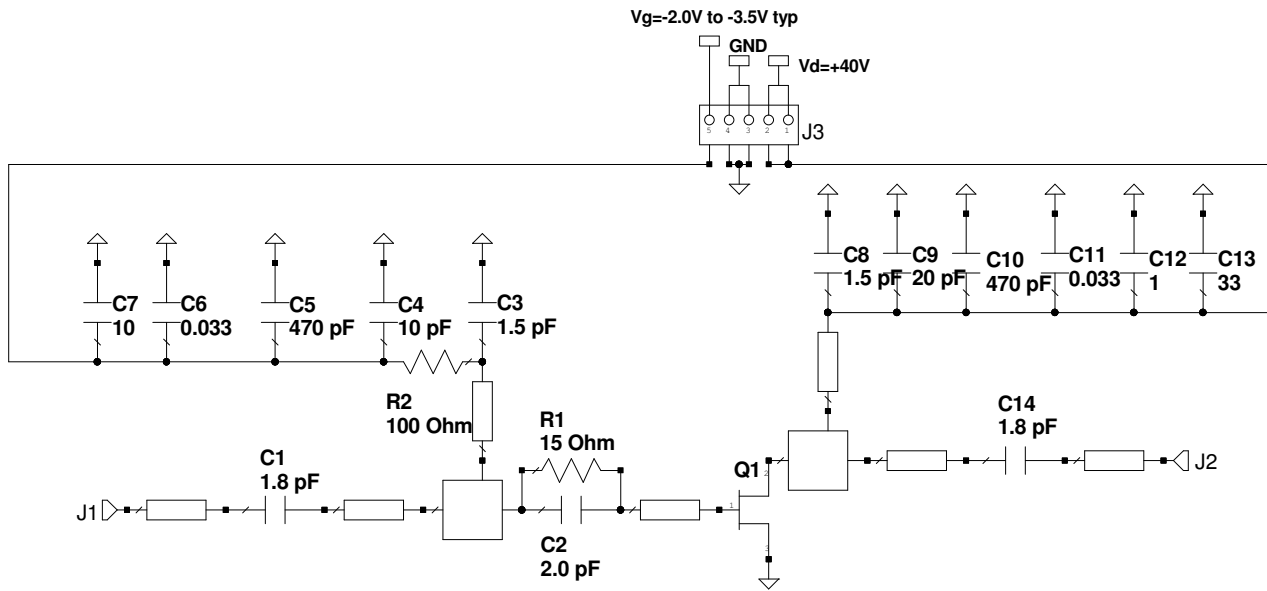 Vg=-2.0V to -3.5V typ
GND
Vd=+40V
5 4 3 2 1
J3
C8
1.5 pF
C9
20 pF
C10
470 pF
C11
0.033
C12
1
C13
33
C7
10
C6
0.033
C5
470 pF
C4
10 pF
C3
1.5 pF
R2
100 Ohm
R1
15 Ohm
C14
1.8 pF
C1
1.8 pF
Q1
2
J2
J1
1
C2
2.0 pF
3